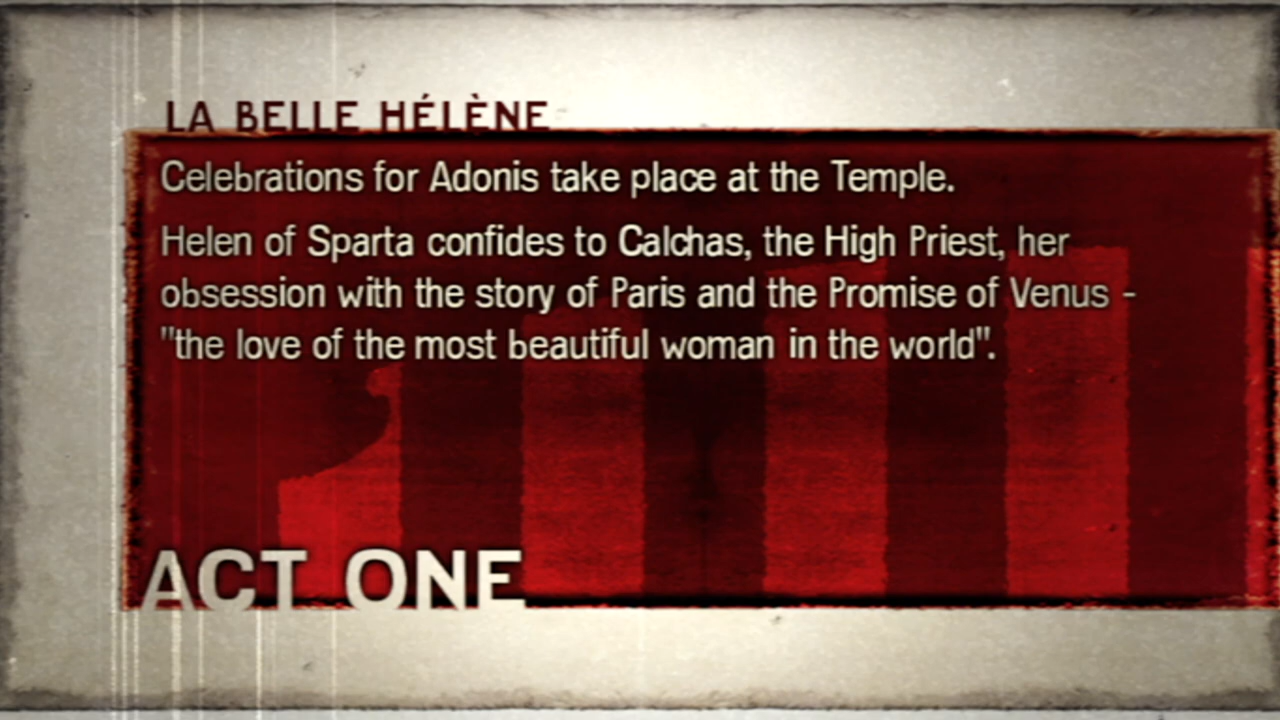 LA BELLE HÉLÈNE
Celebrations for Adonis take place at the Temple.
Helen of Sparta confides to Calchas, the High Priest, her
obsession with the story of Paris and the Promise of Venus -
"the love of the most beautiful woman in the world".
ACT ONE